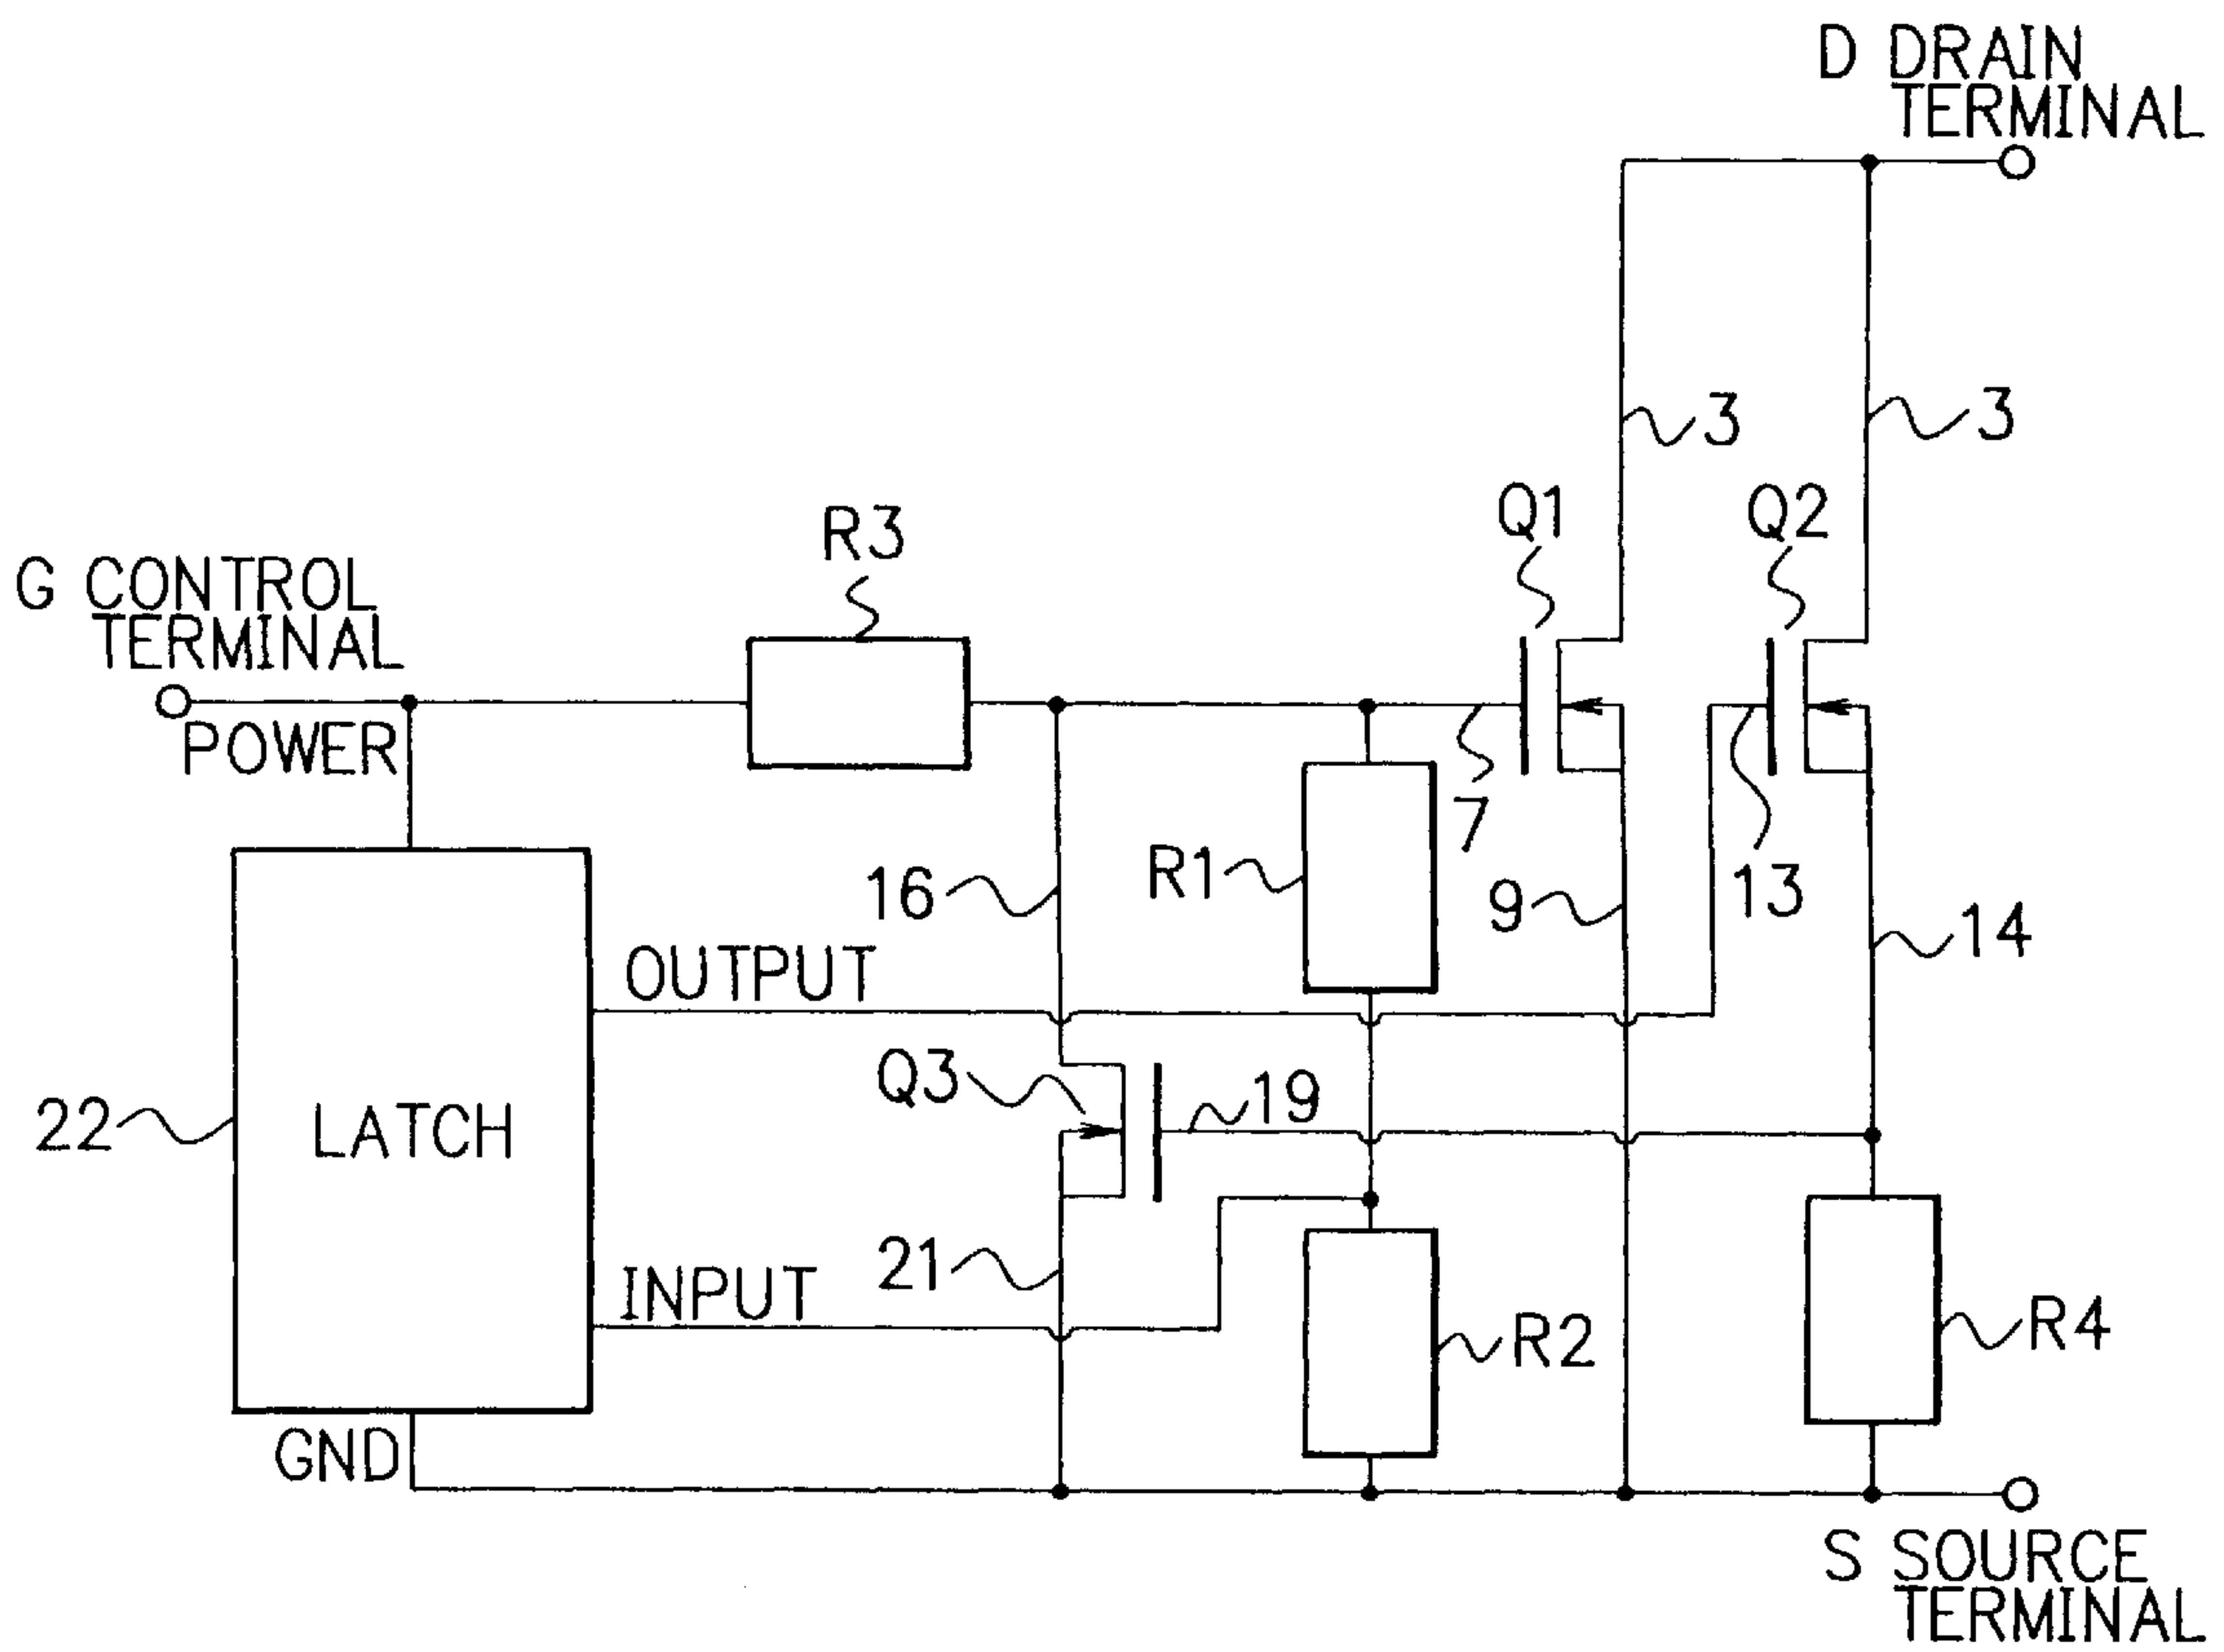 D DRAIN
TERMINAL
3
3
Q1
Q2
R3
G CONTROL
TERMINAL
POWER
7
R1
16
9
13
14
OUTPUT
Q3
19
22
LATCH
21
INPUT
R2
R4
GND
S SOURCE
TERMINAL